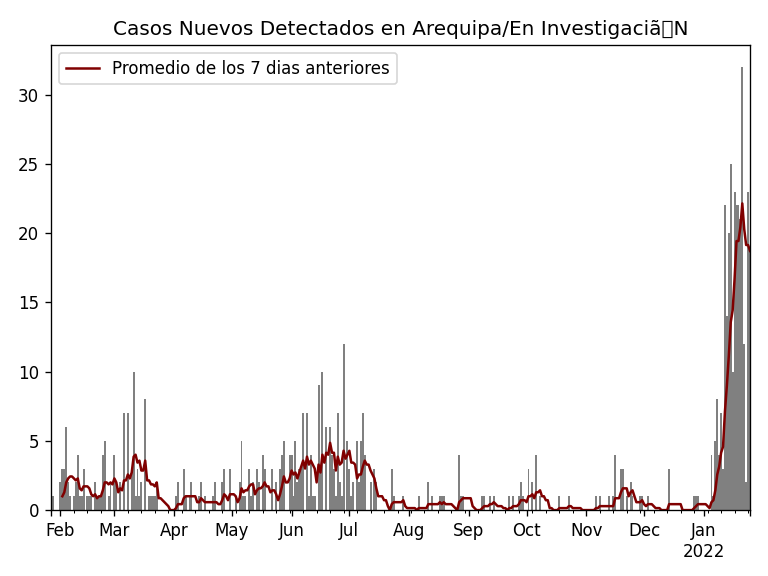 Casos Nuevos Detectados en Arequipa/En Investigaciã▯N
Promedio de los 7 dias anteriores
30
25
20
15
10
5
0
Feb Mar Apr May Jun Jul Aug Sep Oct Nov Dec Jan
2022